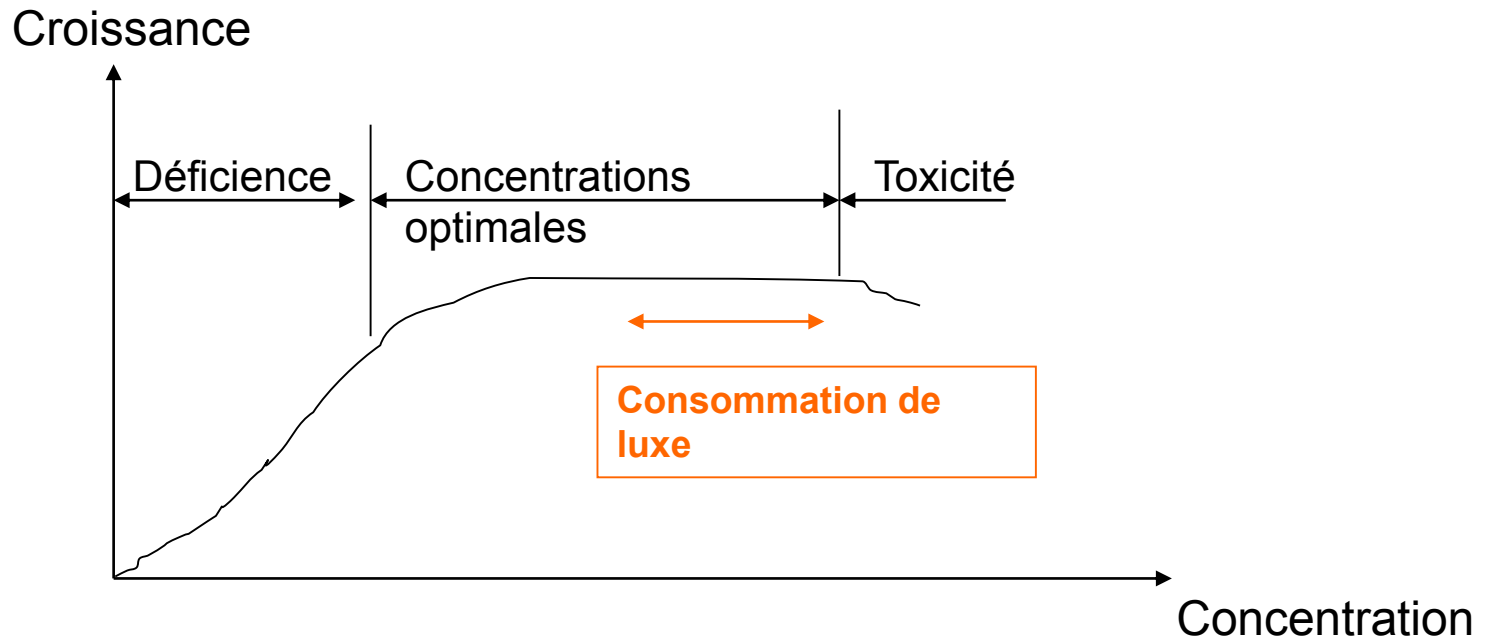 Croissance
Déficience
Concentrations
optimales
Toxicité
Consommation de
luxe
Concentration